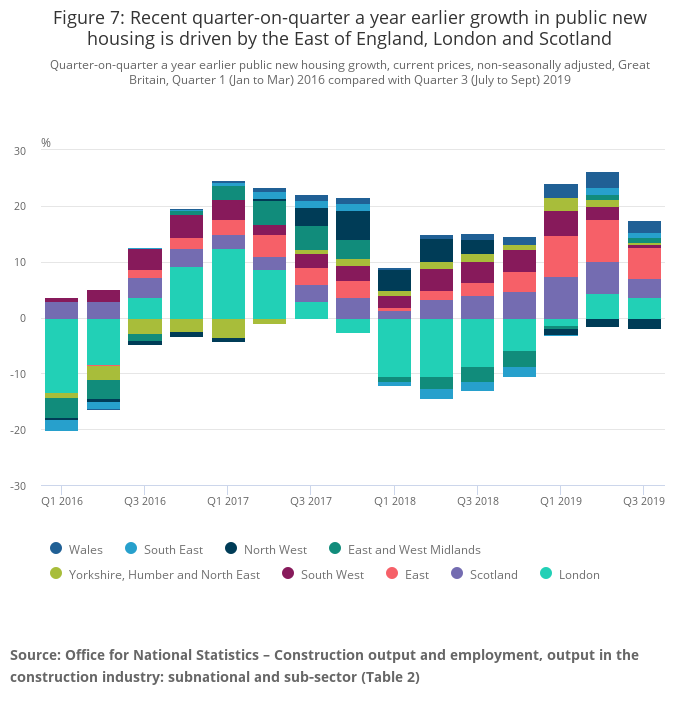 Figure 7: Recent quarter-on-quarter a year earlier growth in public new
housing is driven by the East of England, London and Scotland
Quarter-on-quarter a year earlier public new housing growth, current prices, non-seasonally adjusted, Great
Britain, Quarter 1 (Jan to Mar) 2016 compared with Quarter 3 (July to Sept) 2019
%
30
20
10
0
-10
-20
-30
Q1 2016 Q3 2016 Q1 2017 Q3 2017 Q1 2018 Q3 2018 Q1 2019 Q3 2019
Wales South East North West East and West Midlands
Yorkshire, Humber and North East South West East Scotland London
Source: Office for National Statistics – Construction output and employment, output in the
construction industry: subnational and sub-sector (Table 2)